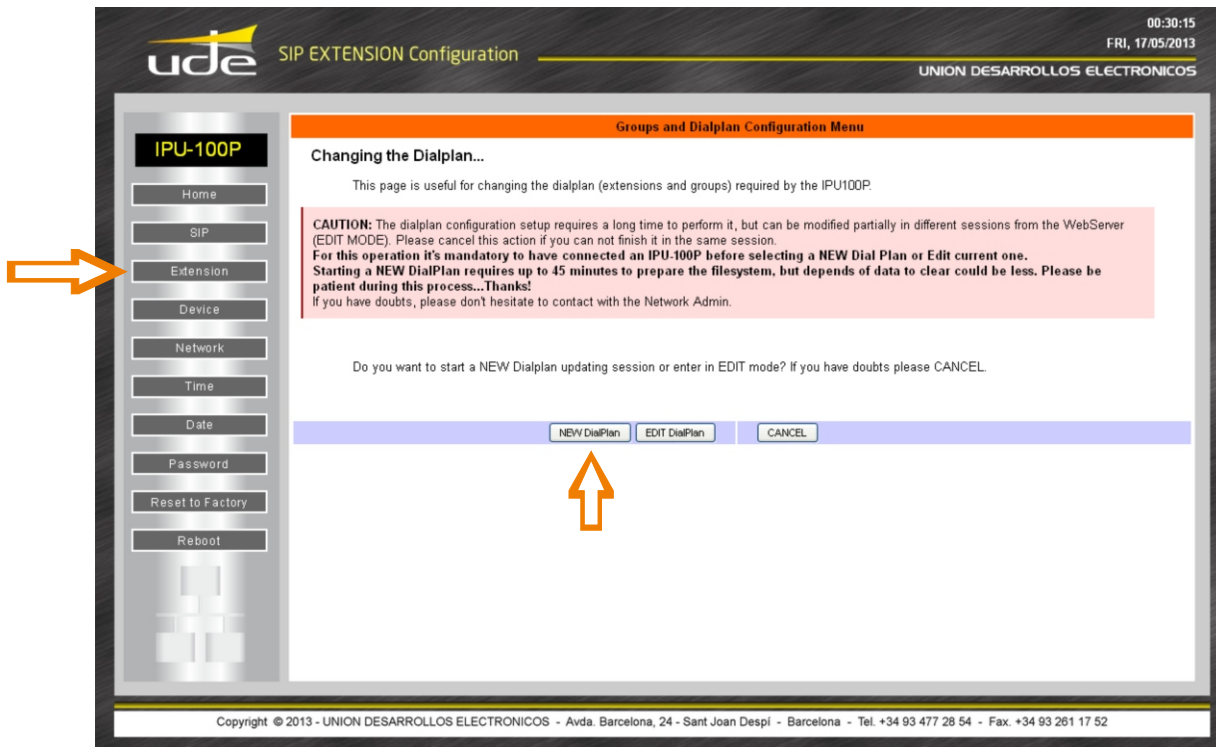 00:30:15
FRI, 17/05/2013
ude
SIP EXTENSION Configuration
UNION DESARROLLOS ELECTRONICOS
IPU-100P
Home
SIP
Extension
Device
Network
Time
Date
Password
Reset to Factory
Reboot
Groups and Dialplan Configuration Menu
Changing the Dialplan...
This page is useful for changing the dialplan (extensions and groups) required by the IPU100P.
CAUTION: The dialplan configuration setup requires a long time to perform it, but can be modified partially in different sessions from the WebServer
(EDIT MODE). Please cancel this action if you can not finish it in the same session.
For this operation it's mandatory to have connected an IPU-100P before selecting a NEW Dial Plan or Edit current one.
Starting a NEW DialPlan requires up to 45 minutes to prepare the filesystem, but depends of data to clear could be less. Please be
patient during this process...Thanks!
If you have doubts, please don't hesitate to contact with the Network Admin.
Do you want to start a NEW Dialplan updating session or enter in EDIT mode? If you have doubts please CANCEL.
NEW DialPlan EDIT DialPlan CANCEL
Copyright © 2013 - UNION DESARROLLOS ELECTRONICOS - Avda. Barcelona, 24 - Sant Joan Despí - Barcelona - Tel. +34 93 477 28 54 - Fax. +34 93 261 17 52